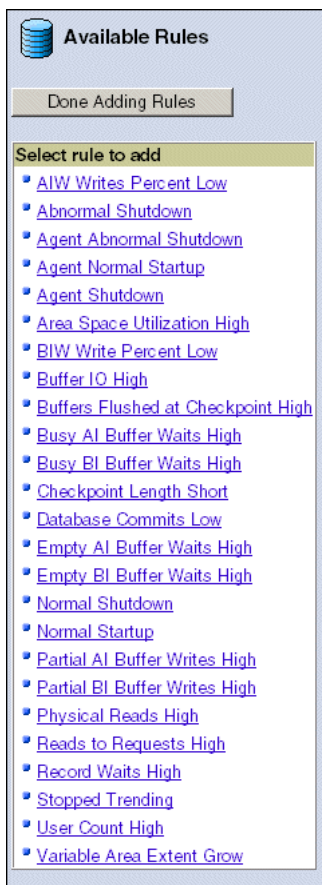 Available Rules
Done Adding Rules
Select rule to add
AIW Writes Percent Low
Abnormal Shutdown
Agent Abnormal Shutdown
Agent Normal Startup
Agent Shutdown
Area Space Utilization High
BIW Write Percent Low
Buffer IO High
Buffers Flushed at Checkpoint High
Busy AI Buffer Waits High
Busy BI Buffer Waits High
Checkpoint Length Short
Database Commits Low
Empty AI Buffer Waits High
Empty BI Buffer Waits High
Normal Shutdown
Normal Startup
Partial AI Buffer Writes High
Partial BI Buffer Writes High
Physical Reads High
Reads to Requests High
Record Waits High
Stopped Trending
User Count High
Variable Area Extent Grow